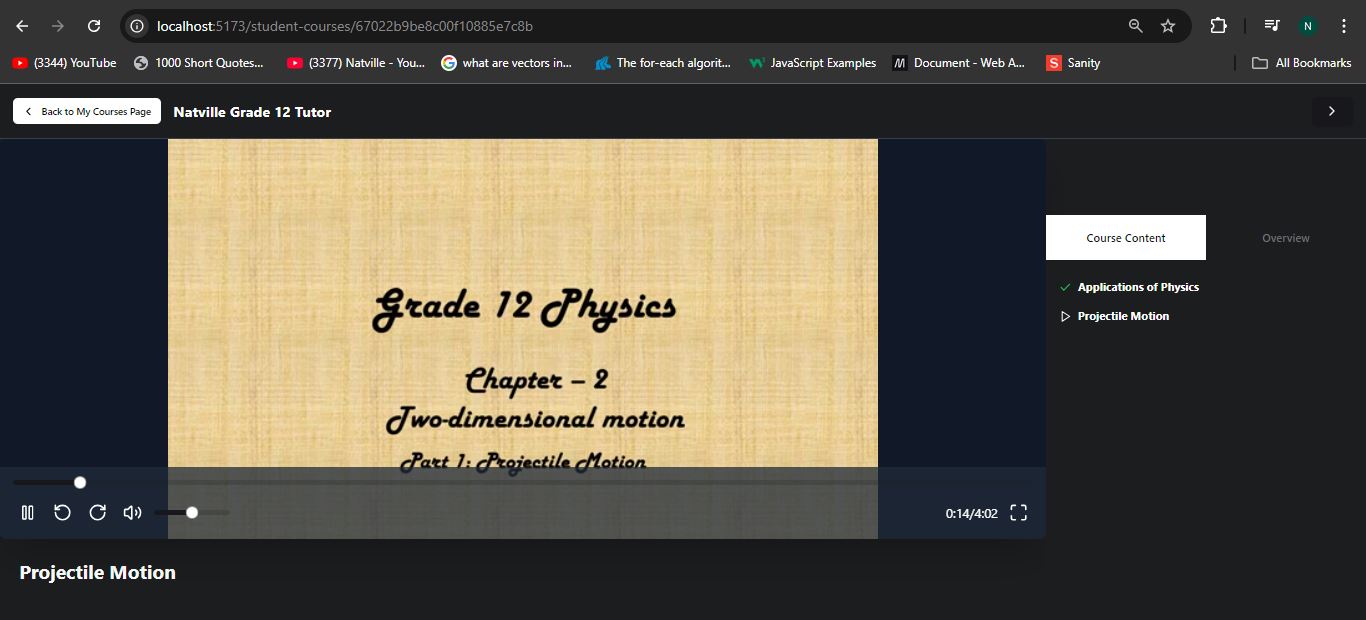 localhost:5173/student-courses/67022b9be8c00f10885e7c8b
N
(3344) YouTube
1000 Short Quotes...
(3377) Natville - You...
what are vectors in...
The for-each algorit...
JavaScript Examples
Document - Web A...
Sanity
All Bookmarks
Back to My Courses Page
Natville Grade 12 Tutor
Grade 12 Physics
Chapter – 2
Two-dimensional motion
Part 1: Projectile Motion
0:14/4:02
Course Content
Overview
Applications of Physics
Projectile Motion
Projectile Motion